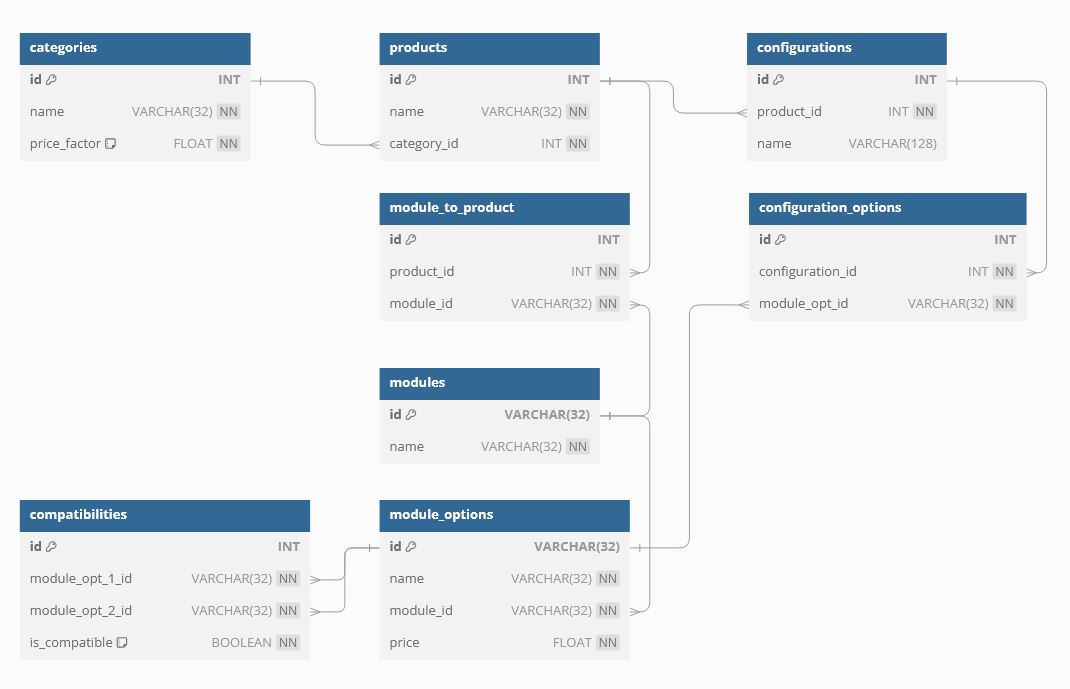 categories
id INT
name VARCHAR(32) NN
price_factor FLOAT NN
products
id INT
name VARCHAR(32) NN
category_id INT NN
configurations
id INT
product_id INT NN
name VARCHAR(128)
module_to_product
id INT
product_id INT NN
module_id VARCHAR(32) NN
configuration_options
id INT
configuration_id INT NN
module_opt_id VARCHAR(32) NN
modules
id VARCHAR(32)
name VARCHAR(32) NN
compatibilities
id INT
module_opt_1_id VARCHAR(32) NN
module_opt_2_id VARCHAR(32) NN
is_compatible BOOLEAN NN
module_options
id VARCHAR(32)
name VARCHAR(32) NN
module_id VARCHAR(32) NN
price FLOAT NN